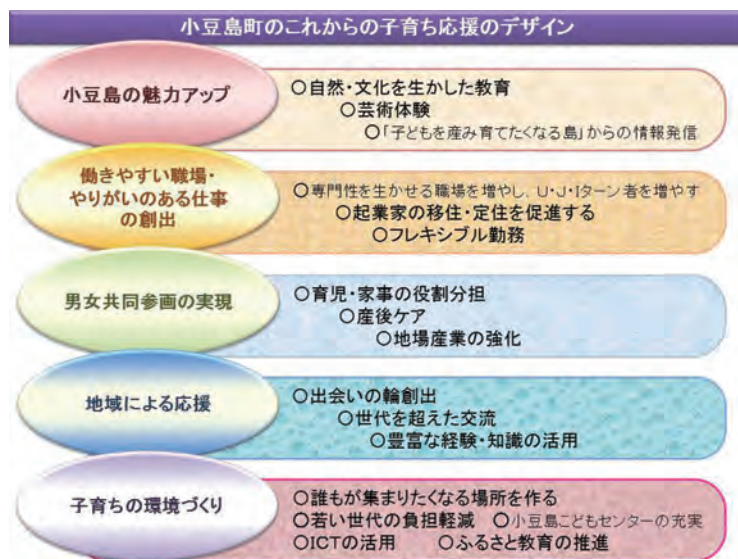 小豆島町のこれからの子育ち応援のデザイン
小豆島の魅力アップ
○自然・文化を生かした教育
○芸術体験
○「子どもを産み育てたくなる島」からの情報発信
働きやすい職場・
やりがいのある仕事
の創出
○専門性を生かせる職場を増やし、U・J・Iターン者を増やす
○起業家の移住・定住を促進する
○フレキシブル勤務
男女共同参画の実現
○育児・家事の役割分担
○産後ケア
○地場産業の強化
地域による応援
○出会いの輪創出
○世代を超えた交流
○豊富な経験・知識の活用
子育ちの環境づくり
○誰もが集まりたくなる場所を作る
○若い世代の負担軽減 ○小豆島こどもセンターの充実
○ICTの活用 ○ふるさと教育の推進